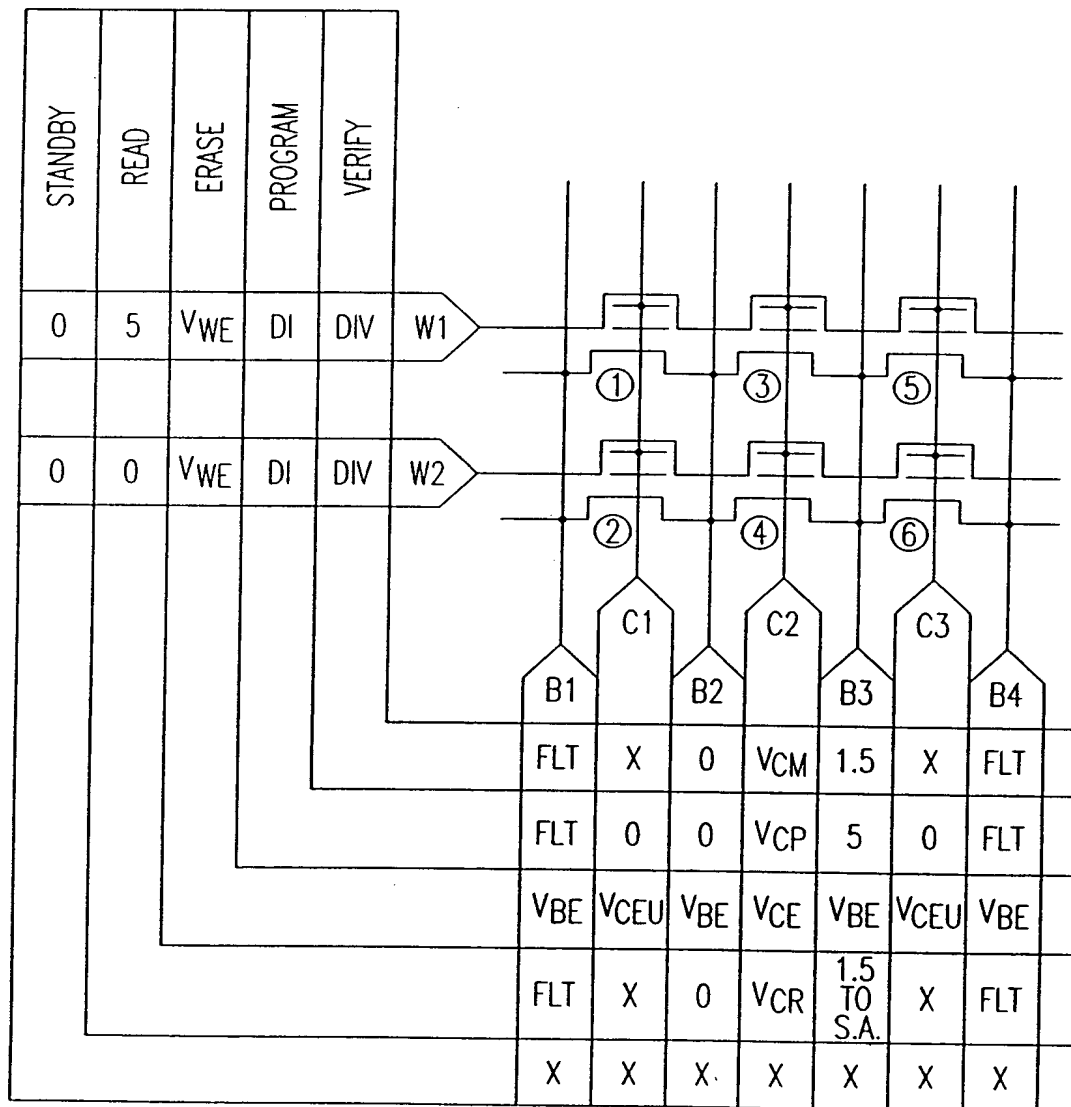 STANDBY READ ERASE PROGRAM VERIFY
0 5 VWE DI DIV W1
① ③ ⑤
0 0 VWE DI DIV W2
② ④ ⑥
C1 C2 C3
B1 B2 B3 B4
FLT X 0 VCM 1.5 X FLT
FLT 0 0 VCP 5 0 FLT
VBE VCEU VBE VCE VBE VCEU VBE
FLT X 0 VCR 1.5 TO S.A. X FLT
X X X X X X X